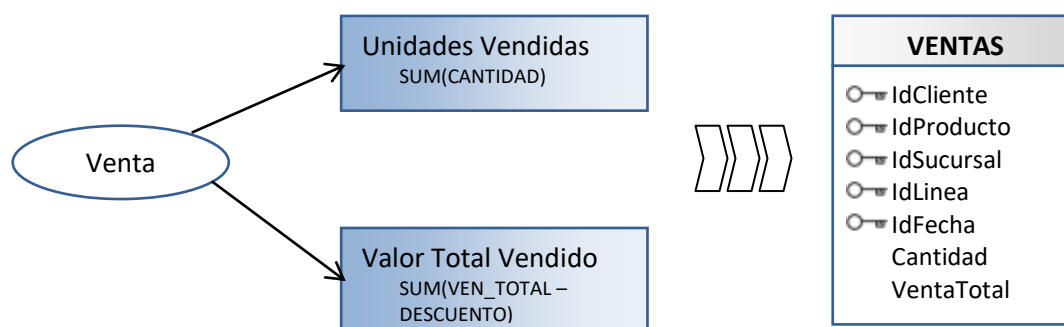 Venta
Unidades Vendidas
SUM(CANTIDAD)
Valor Total Vendido
SUM(VEN_TOTAL –
DESCUENTO)
VENTAS
IdCliente
IdProducto
IdSucursal
IdLinea
IdFecha
Cantidad
VentaTotal